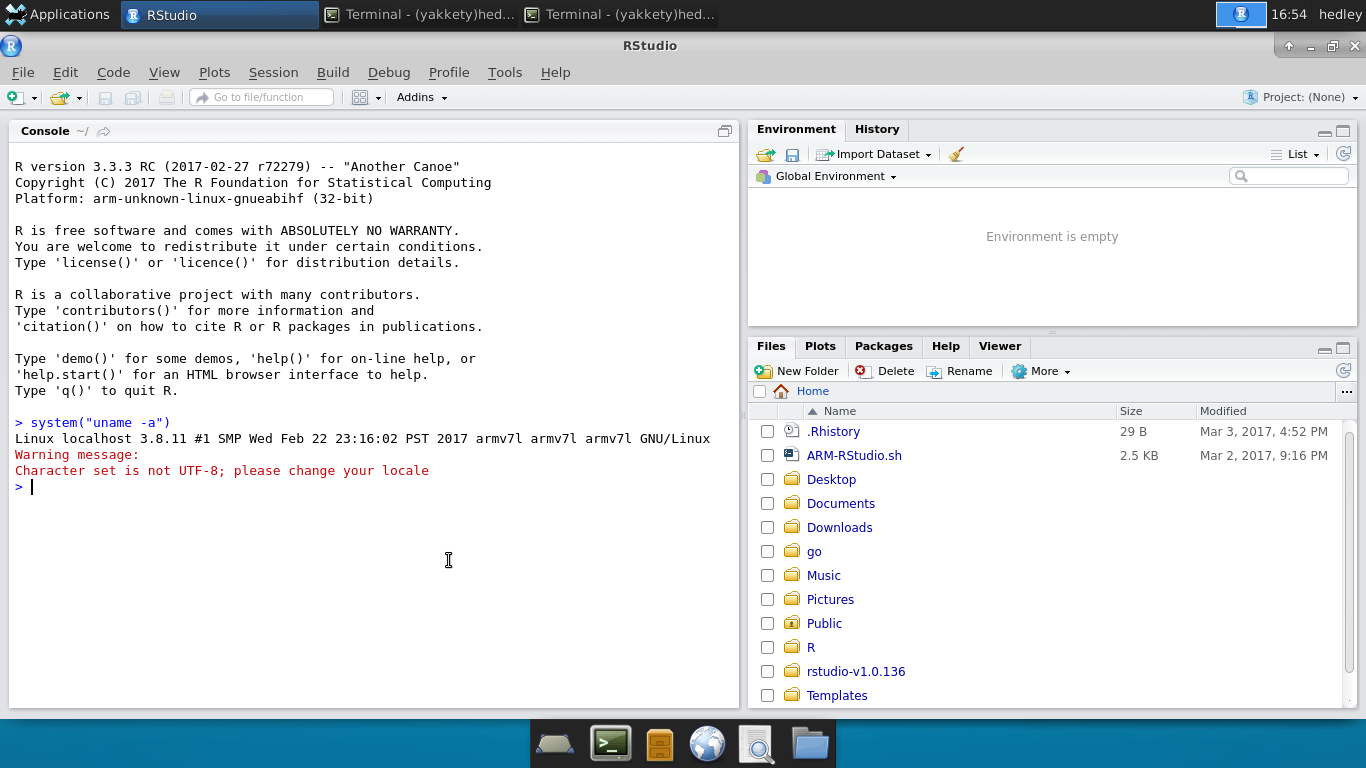 Applications RStudio Terminal - (yakkety)hed... Terminal - (yakkety)hed... 16:54 hedley
RStudio
File Edit Code View Plots Session Build Debug Profile Tools Help
Go to file/function Addins Project: (None)
Console ~/
R version 3.3.3 RC (2017-02-27 r72279) -- "Another Canoe"
Copyright (C) 2017 The R Foundation for Statistical Computing
Platform: arm-unknown-linux-gnueabihf (32-bit)
R is free software and comes with ABSOLUTELY NO WARRANTY.
You are welcome to redistribute it under certain conditions.
Type 'license()' or 'licence()' for distribution details.
R is a collaborative project with many contributors.
Type 'contributors()' for more information and
'citation()' on how to cite R or R packages in publications.
Type 'demo()' for some demos, 'help()' for on-line help, or
'help.start()' for an HTML browser interface to help.
Type 'q()' to quit R.
> system("uname -a")
Linux localhost 3.8.11 #1 SMP Wed Feb 22 23:16:02 PST 2017 armv7l armv7l armv7l GNU/Linux
Warning message:
Character set is not UTF-8; please change your locale
>
Environment History
Import Dataset List
Global Environment
Environment is empty
Files Plots Packages Help Viewer
New Folder Delete Rename More
Home ...
Name Size Modified
.Rhistory 29 B Mar 3, 2017, 4:52 PM
ARM-RStudio.sh 2.5 KB Mar 2, 2017, 9:16 PM
Desktop
Documents
Downloads
go
Music
Pictures
Public
R
rstudio-v1.0.136
Templates